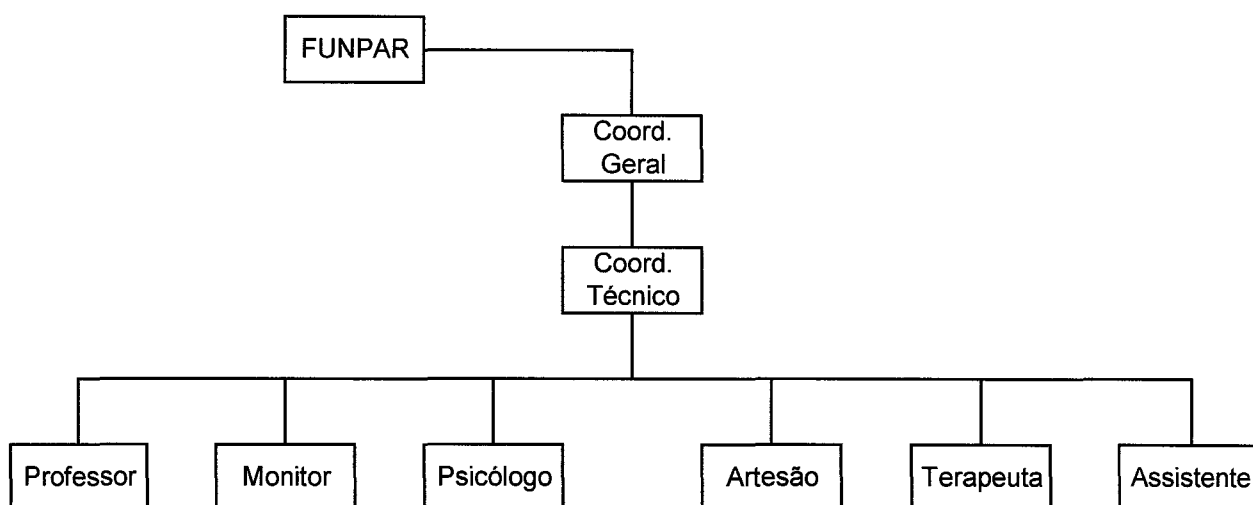 FUNPAR
Coord.
Geral
Coord.
Técnico
Professor
Monitor
Psicólogo
Artesão
Terapeuta
Assistente